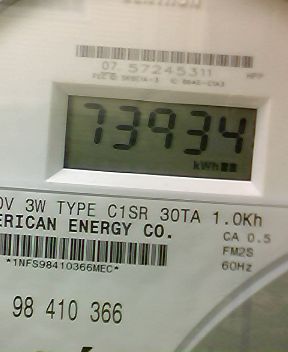 07 57245311 HPP
73934
kWh
0V 3W TYPE C1SR 30TA 1.0Kh
ERICAN ENERGY CO.
CA 0.5
FM2S
60Hz
*1NFS98410366MEC*
98 410 366